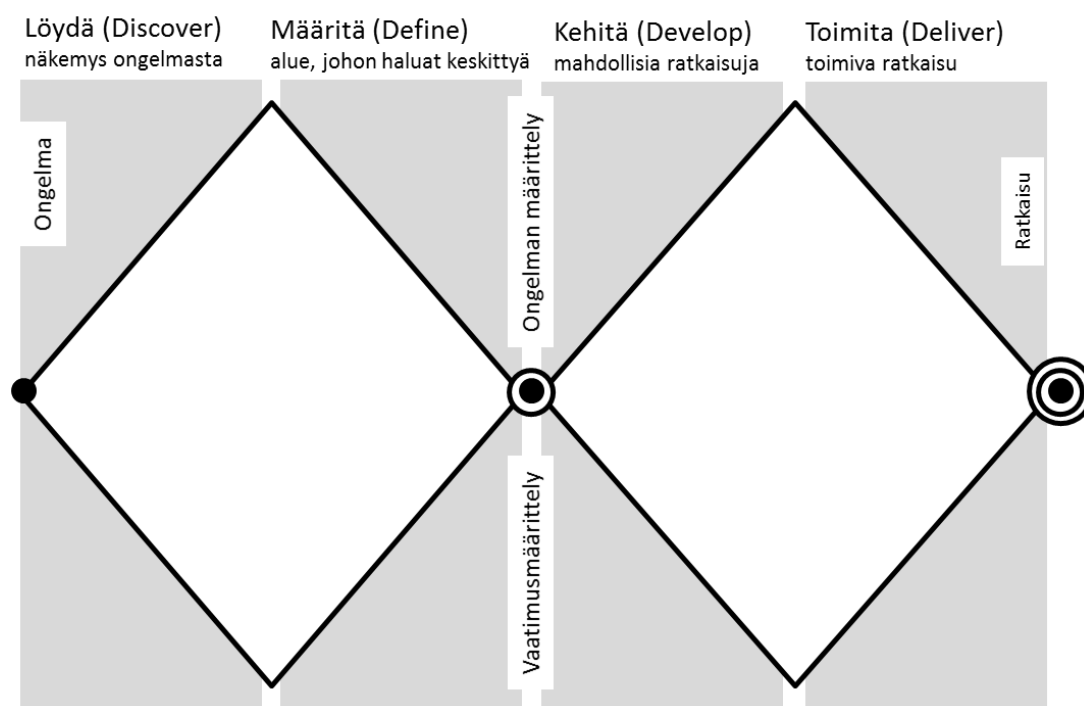 Löydä (Discover)
näkemys ongelmasta
Määritä (Define)
alue, johon haluat keskittyä
Kehitä (Develop)
mahdollisia ratkaisuja
Toimita (Deliver)
toimiva ratkaisu
Ongelma
Ongelman määrittely
Vaatimusmäärittely
Ratkaisu